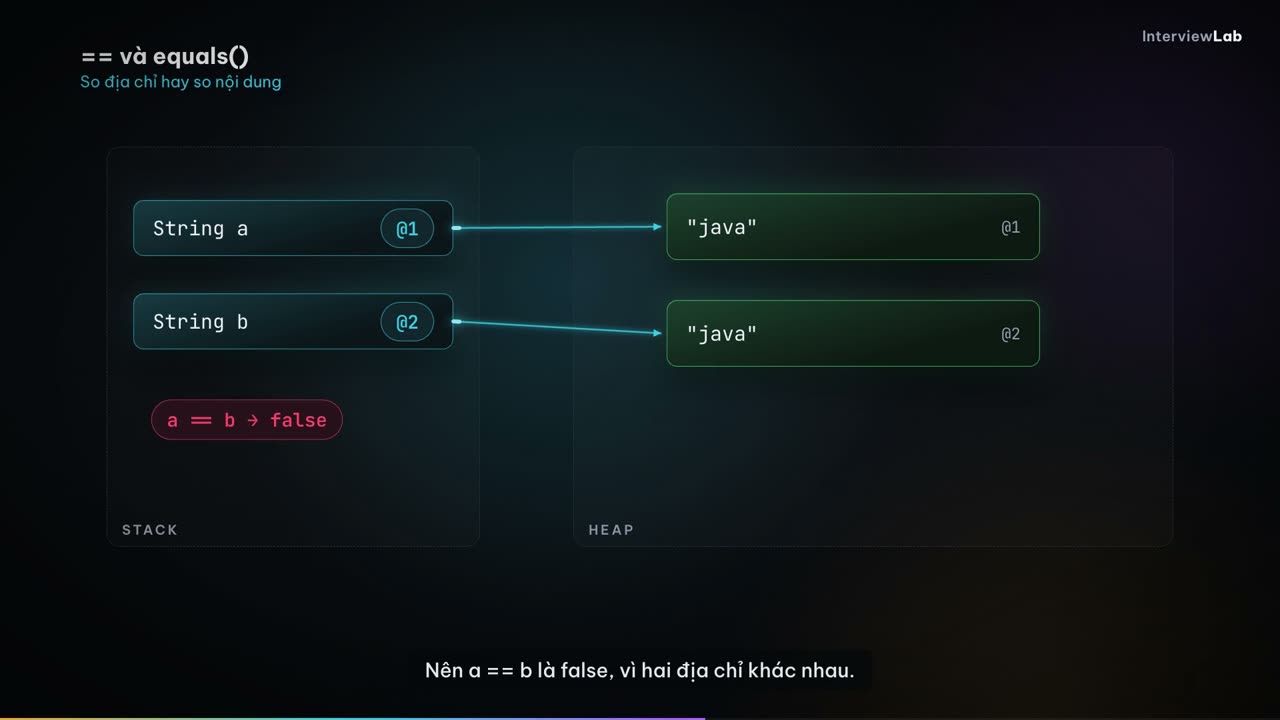 == và equals()
So địa chỉ hay so nội dung
InterviewLab
String a @1
"java" @1
String b @2
"java" @2
a == b → false
STACK
HEAP
Nên a == b là false, vì hai địa chỉ khác nhau.